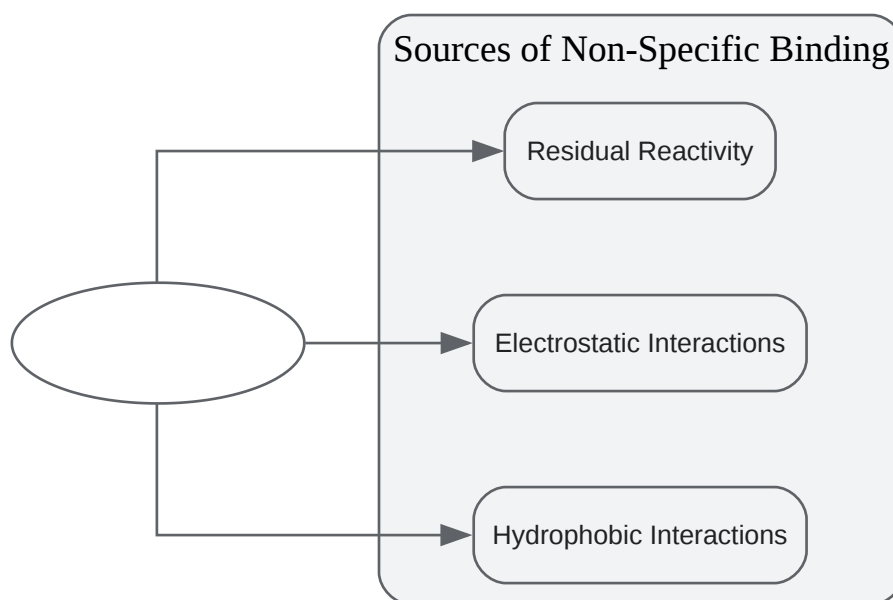 Sources of Non-Specific Binding
Residual Reactivity
Electrostatic Interactions
Hydrophobic Interactions